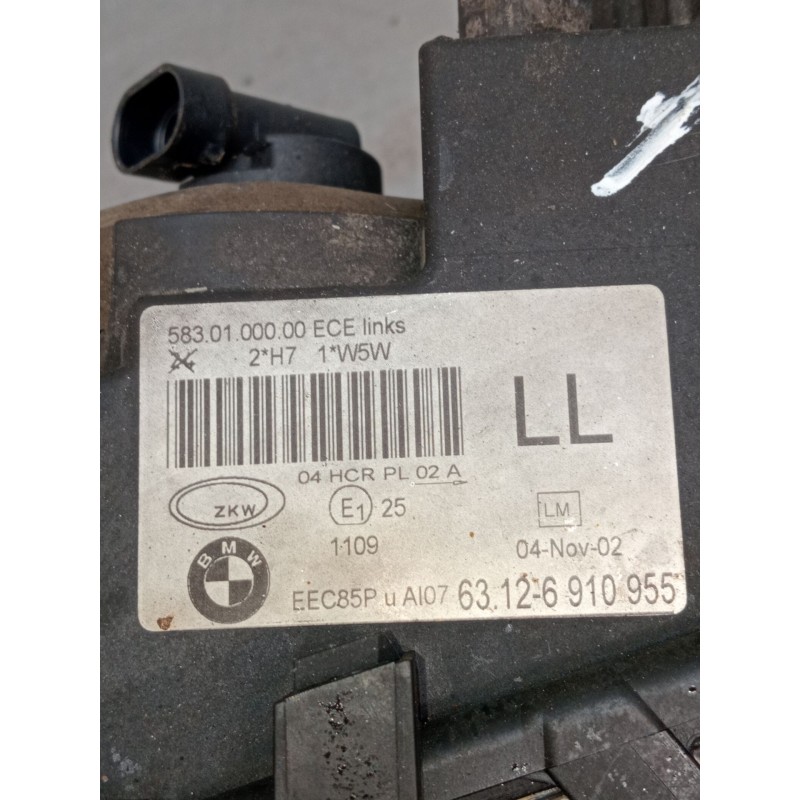 583.01.000.00 ECE links
2*H7 1*W5W
LL
04 HCR PL 02 A
ZKW
E1 25
LM
1109
04-Nov-02
BMW
EEC85P u AI07 63.12-6 910 955